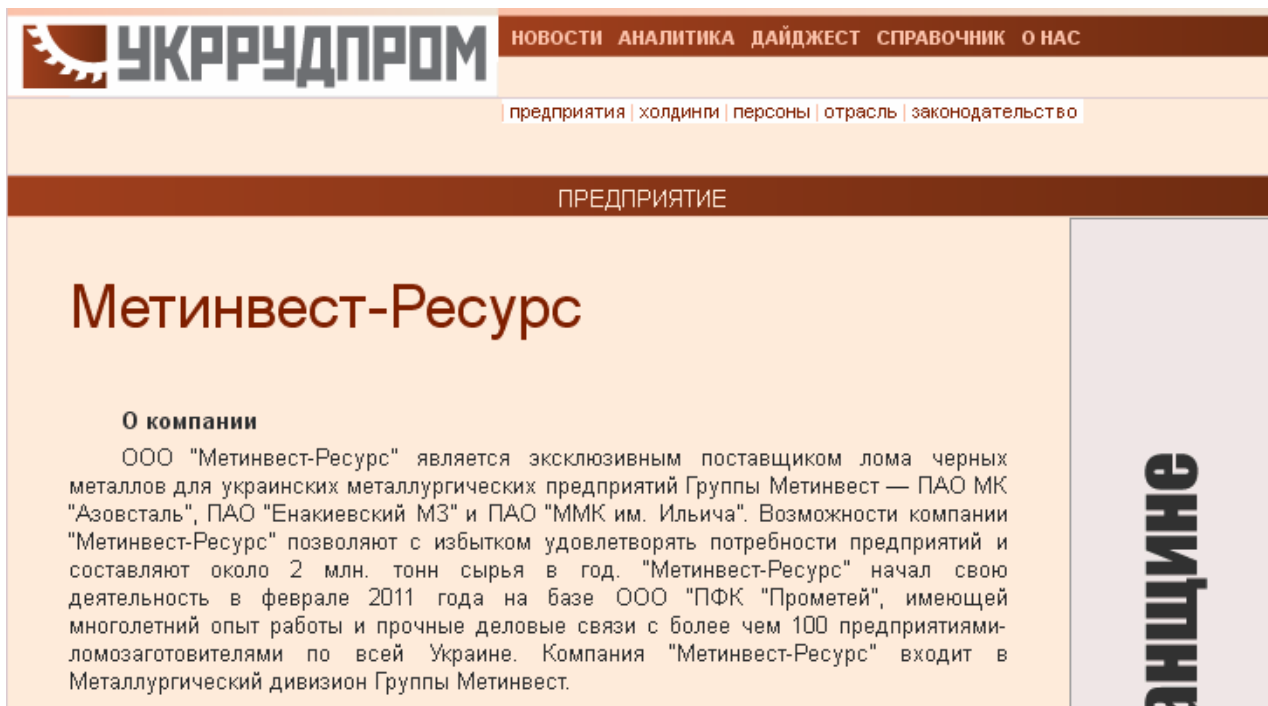 УКРРУДПРОМ
НОВОСТИ АНАЛИТИКА ДАЙДЖЕСТ СПРАВОЧНИК О НАС
| предприятия | холдинги | персоны | отрасль | законодательство
ПРЕДПРИЯТИЕ
Метинвест-Ресурс
О компании
ООО "Метинвест-Ресурс" является эксклюзивным поставщиком лома черных
металлов для украинских металлургических предприятий Группы Метинвест — ПАО МК
"Азовсталь", ПАО "Енакиевский МЗ" и ПАО "ММК им. Ильича". Возможности компании
"Метинвест-Ресурс" позволяют с избытком удовлетворять потребности предприятий и
составляют около 2 млн. тонн сырья в год. "Метинвест-Ресурс" начал свою
деятельность в феврале 2011 года на базе ООО "ПФК "Прометей", имеющей
многолетний опыт работы и прочные деловые связи с более чем 100 предприятиями-
ломозаготовителями по всей Украине. Компания "Метинвест-Ресурс" входит в
Металлургический дивизион Группы Метинвест.